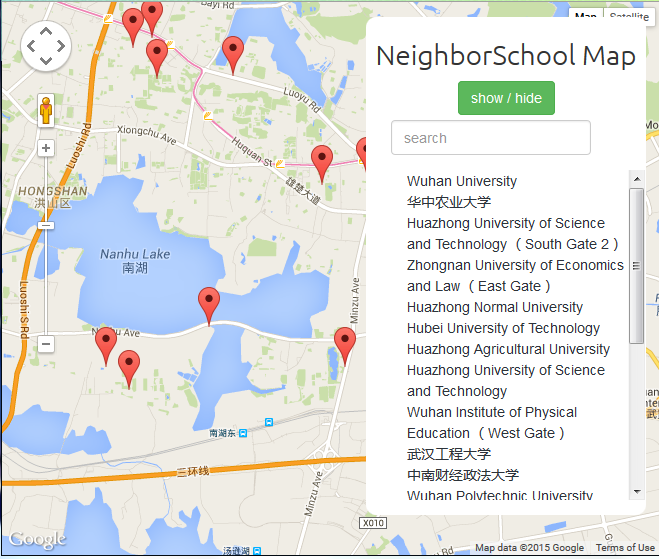 Bayi Rd
Map
Satellite
NeighborSchool Map
show / hide
search
Wuhan University
华中农业大学
Huazhong University of Science
and Technology （South Gate 2）
Zhongnan University of Economics
and Law （East Gate）
Huazhong Normal University
Hubei University of Technology
Huazhong Agricultural University
Huazhong University of Science
and Technology
Wuhan Institute of Physical
Education （West Gate）
武汉工程大学
中南财经政法大学
Wuhan Polytechnic University
Luoyu Rd
Luoshi Rd
Xiongchu Ave
Huquan St
雄楚大道
HONGSHAN
洪山区
Nanhu Lake
南湖
Luoshi S Rd
Minzu Ave
Nanhu Ave
南湖东
三环线
Minzu Ave
X010
汤逊湖
Google
Map data ©2015 Google
Terms of Use